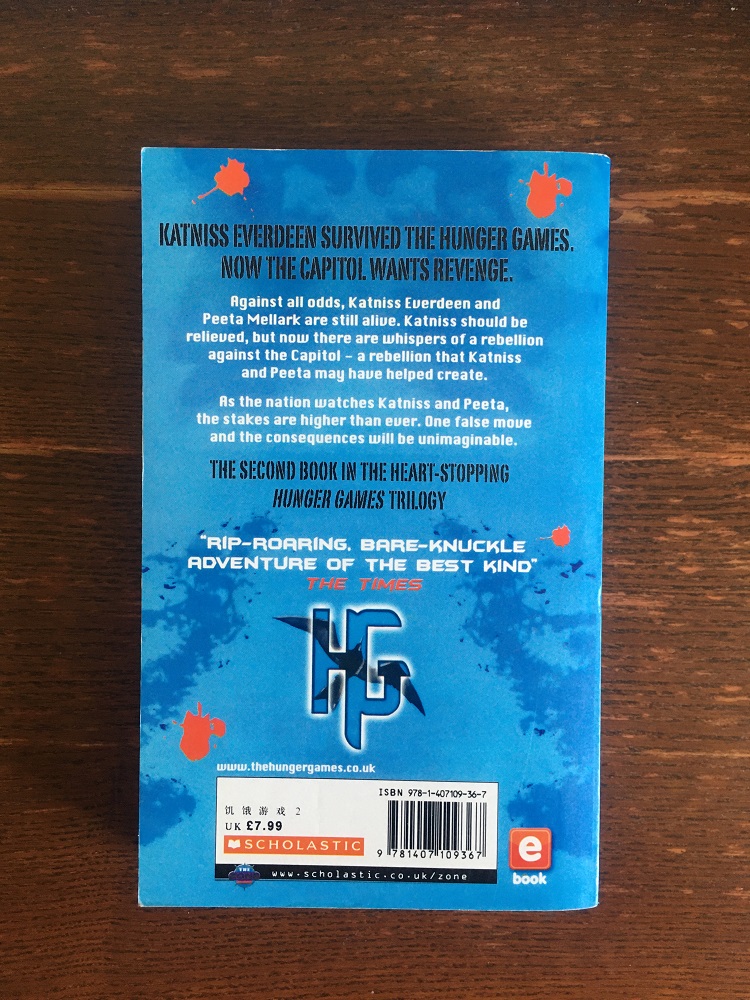 KATNISS EVERDEEN SURVIVED THE HUNGER GAMES.
NOW THE CAPITOL WANTS REVENGE.
Against all odds, Katniss Everdeen and
Peeta Mellark are still alive. Katniss should be
relieved, but now there are whispers of a rebellion
against the Capitol – a rebellion that Katniss
and Peeta may have helped create.
As the nation watches Katniss and Peeta,
the stakes are higher than ever. One false move
and the consequences will be unimaginable.
THE SECOND BOOK IN THE HEART-STOPPING
HUNGER GAMES TRILOGY
“RIP-ROARING, BARE-KNUCKLE
ADVENTURE OF THE BEST KIND”
THE TIMES
HG
www.thehungergames.co.uk
ISBN 978-1-407109-36-7
饥饿游戏 2
UK £7.99
SCHOLASTIC
9 781407 109367
THE
www.scholastic.co.uk/zone
e
book